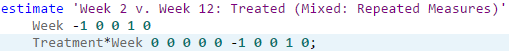 estimate 'Week 2 v. Week 12: Treated (Mixed: Repeated Measures)'
Week -1 0 0 1 0
Treatment*Week 0 0 0 0 0 -1 0 0 1 0;